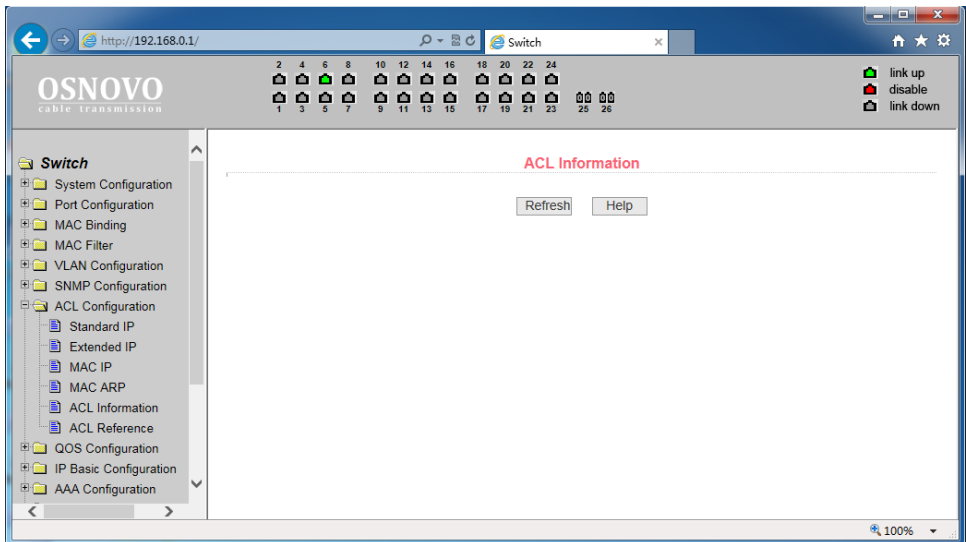 http://192.168.0.1/
Switch
OSNOVO
cable transmission
2 4 6 8 10 12 14 16 18 20 22 24
1 3 5 7 9 11 13 15 17 19 21 23 25 26
link up
disable
link down
Switch
System Configuration
Port Configuration
MAC Binding
MAC Filter
VLAN Configuration
SNMP Configuration
ACL Configuration
Standard IP
Extended IP
MAC IP
MAC ARP
ACL Information
ACL Reference
QOS Configuration
IP Basic Configuration
AAA Configuration
ACL Information
Refresh Help
100%